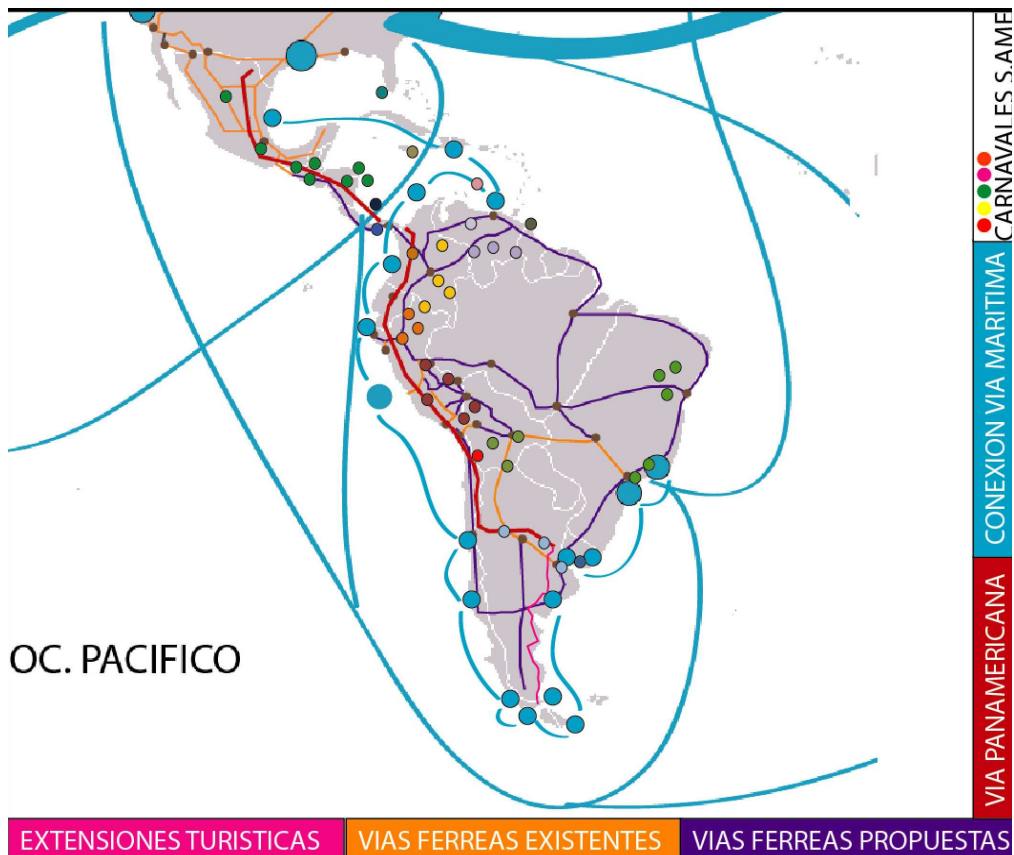 CARNAVALES S.AME
CONEXION VIA MARITIMA
OC. PACIFICO
VIA PANAMERICANA
EXTENSIONES TURISTICAS
VIAS FERREAS EXISTENTES
VIAS FERREAS PROPUESTAS